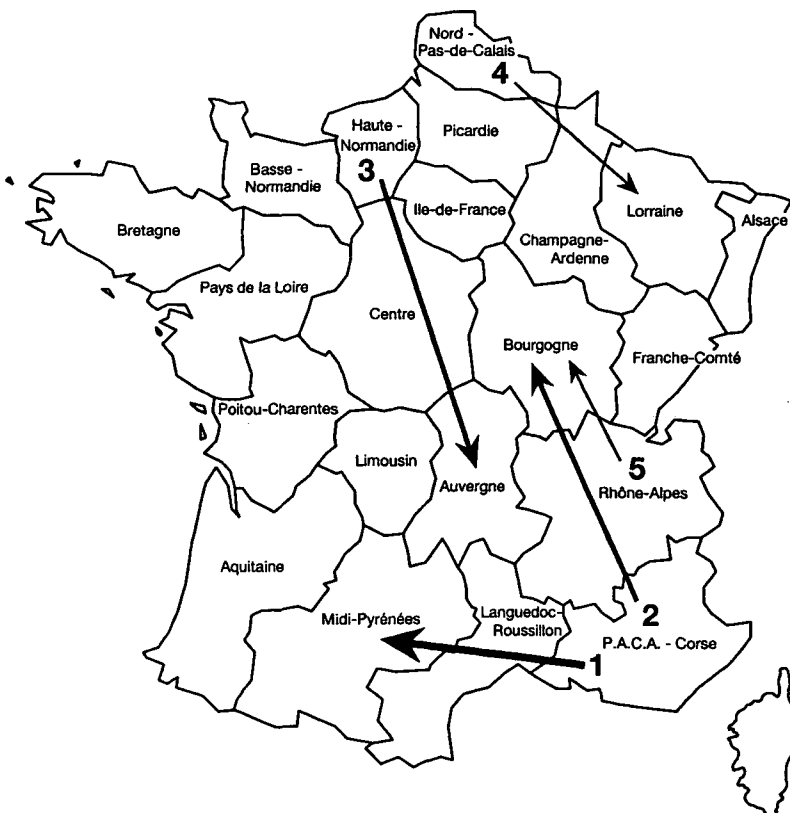 Nord -
Pas-de-Calais
4
Haute -
Normandie
3
Picardie
Basse -
Normandie
Ile-de-France
Lorraine
Alsace
Bretagne
Champagne-
Ardenne
Pays de la Loire
Centre
Bourgogne
Franche-Comté
Poitou-Charentes
Limousin
Auvergne
5
Rhône-Alpes
Aquitaine
Midi-Pyrénées
Languedoc-
Roussillon
2
P.A.C.A. - Corse
1